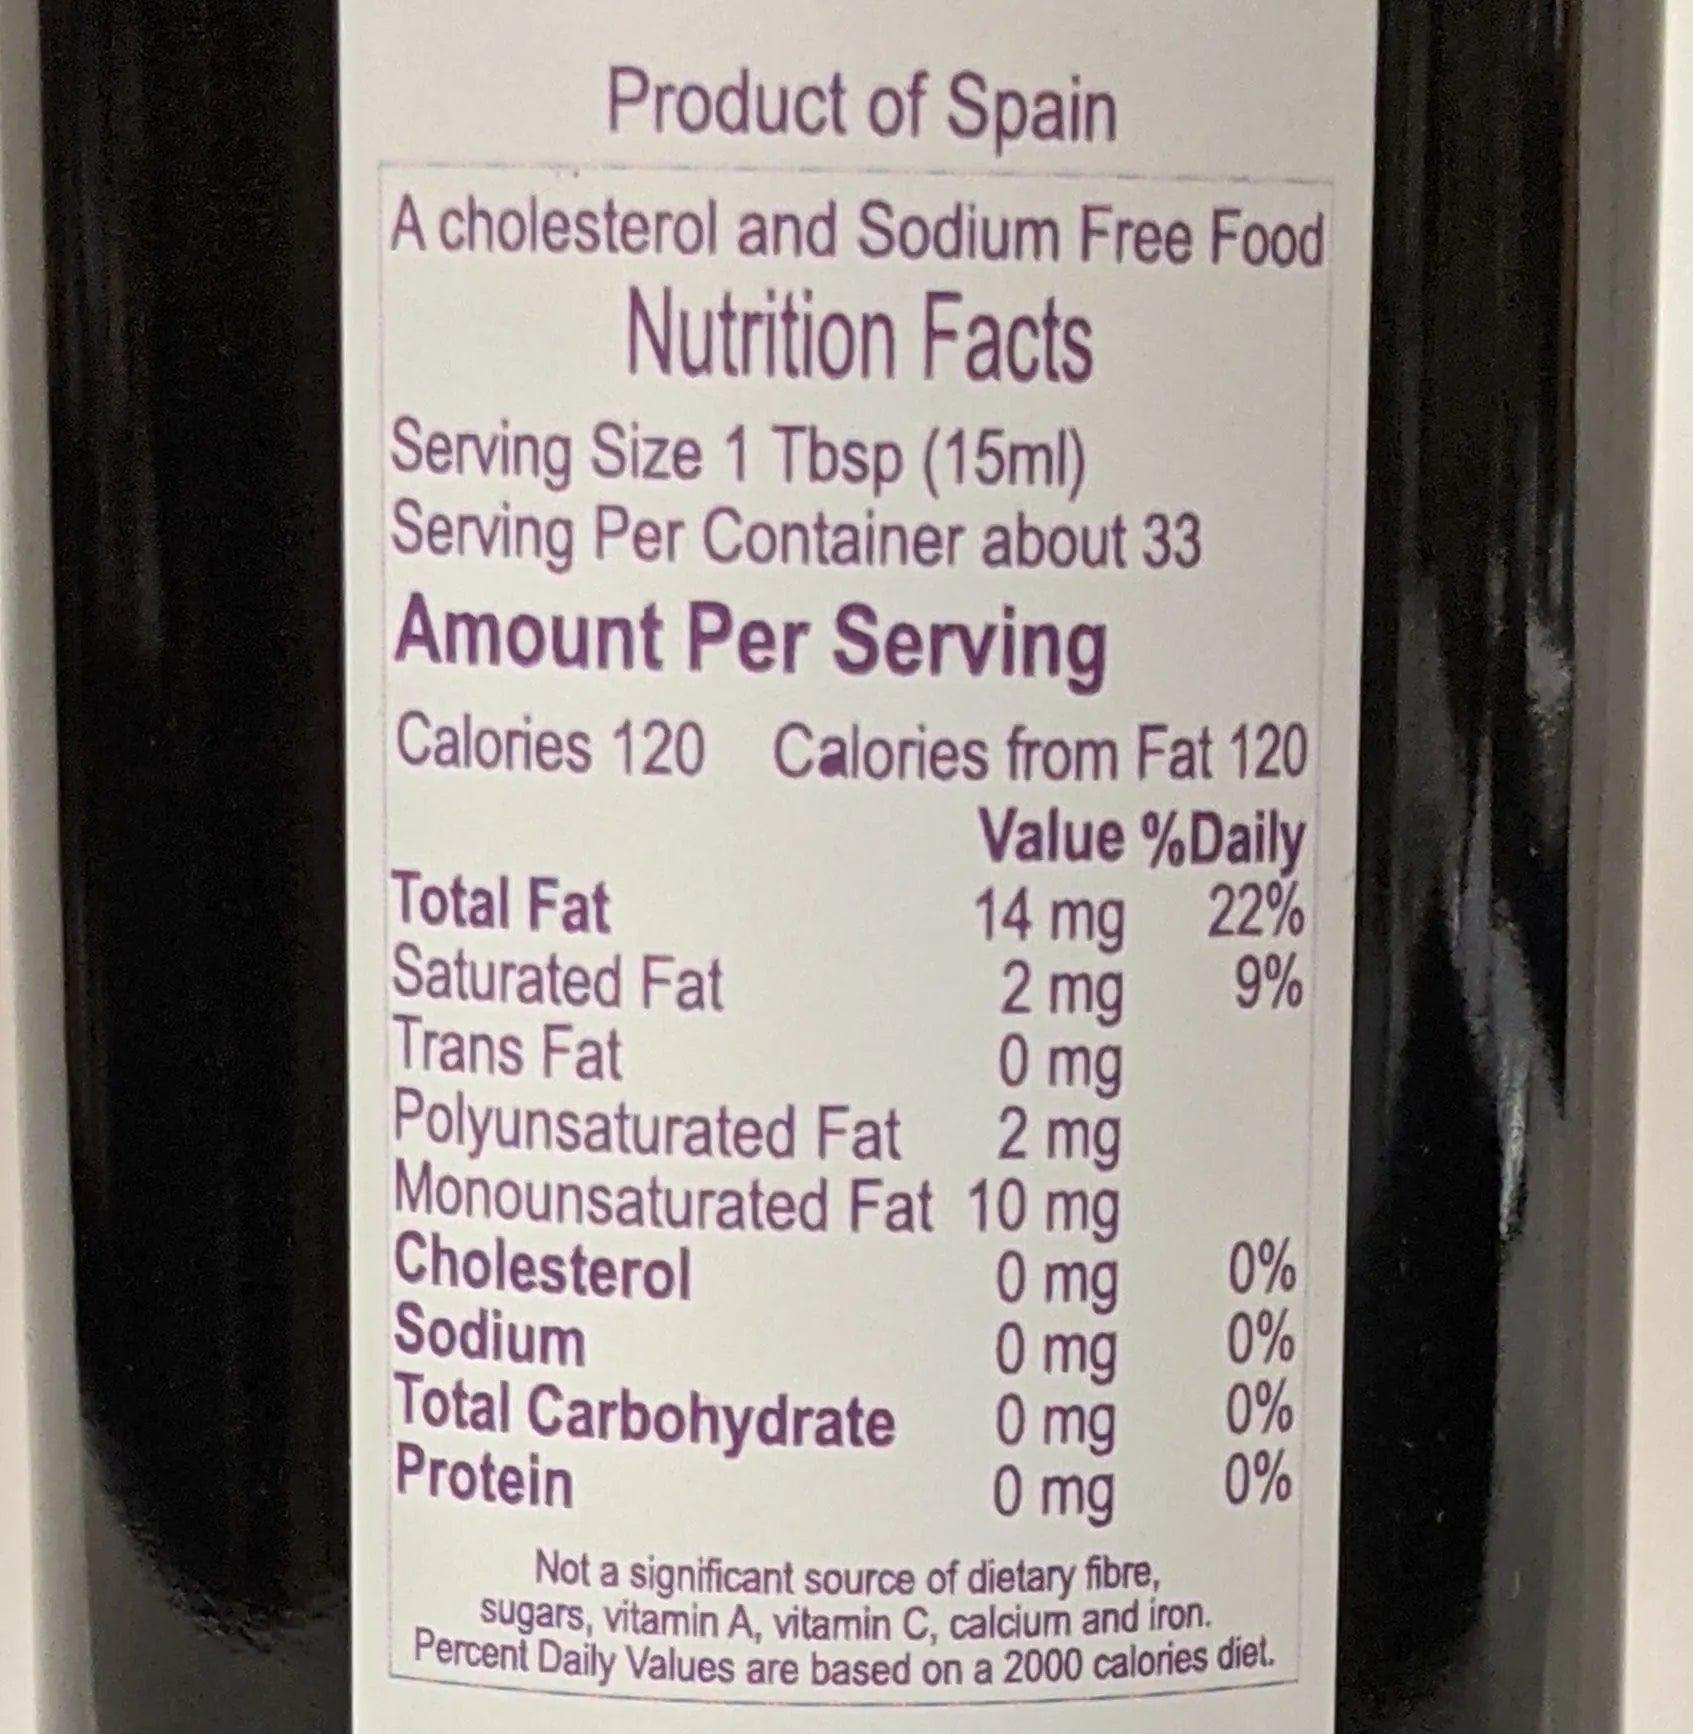 Product of Spain
A cholesterol and Sodium Free Food
Nutrition Facts
Serving Size 1 Tbsp (15ml)
Serving Per Container about 33
Amount Per Serving
Calories 120 Calories from Fat 120
Value %Daily
Total Fat 14 mg 22%
Saturated Fat 2 mg 9%
Trans Fat 0 mg
Polyunsaturated Fat 2 mg
Monounsaturated Fat 10 mg
Cholesterol 0 mg 0%
Sodium 0 mg 0%
Total Carbohydrate 0 mg 0%
Protein 0 mg 0%
Not a significant source of dietary fibre,
sugars, vitamin A, vitamin C, calcium and iron.
Percent Daily Values are based on a 2000 calories diet.